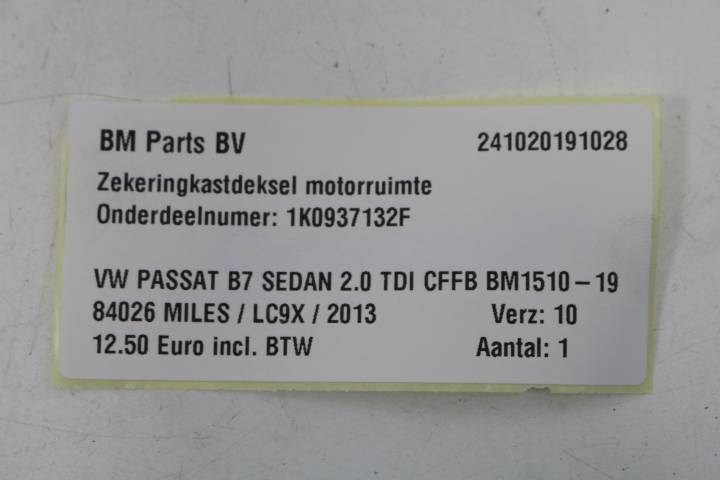 BM Parts BV 241020191028
Zekeringkastdeksel motorruimte
Onderdeelnumer: 1K0937132F
VW PASSAT B7 SEDAN 2.0 TDI CFFB BM1510-19
84026 MILES / LC9X / 2013 Verz: 10
12.50 Euro incl. BTW Aantal: 1